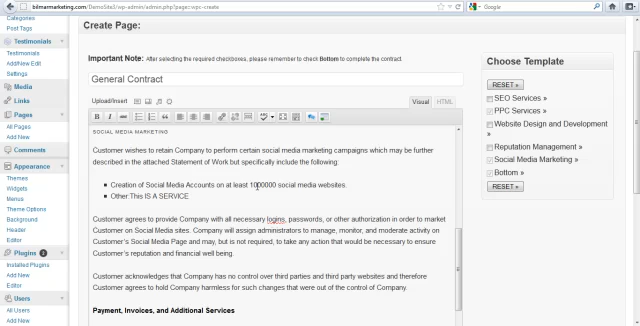 bilmarmarketing.com/DemoSite3/wp-admin/admin.php?page=wpc-create
Google
Categories
Post Tags
Testimonials
Testimonials
Add/New Edit
Settings
Media
Links
Pages
All Pages
Add New
Comments
Appearance
Themes
Widgets
Menus
Theme Options
Background
Header
Editor
Plugins
Installed Plugins
Add New
Editor
Users
All Users
Add New
Create Page:
Important Note: After selecting the required checkboxes, please remember to check Bottom to complete the contract.
General Contract
Upload/Insert
Visual
HTML
B I ABC
SOCIAL MEDIA MARKETING
Customer wishes to retain Company to perform certain social media marketing campaigns which may be further
described in the attached Statement of Work but specifically include the following:
Creation of Social Media Accounts on at least 1000000 social media websites.
Other:This IS A SERVICE
Customer agrees to provide Company with all necessary logins, passwords, or other authorization in order to market
Customer on Social Media sites. Company will assign administrators to manage, monitor, and moderate activity on
Customer's Social Media Page and may, but is not required, to take any action that would be necessary to ensure
Customer's reputation and financial well being.
Customer acknowledges that Company has no control over third parties and third party websites and therefore
Customer agrees to hold Company harmless for such changes that were out of the control of Company.
Payment, Invoices, and Additional Services
Choose Template
RESET »
SEO Services »
PPC Services »
Website Design and Development
»
Reputation Management »
Social Media Marketing »
Bottom »
RESET »